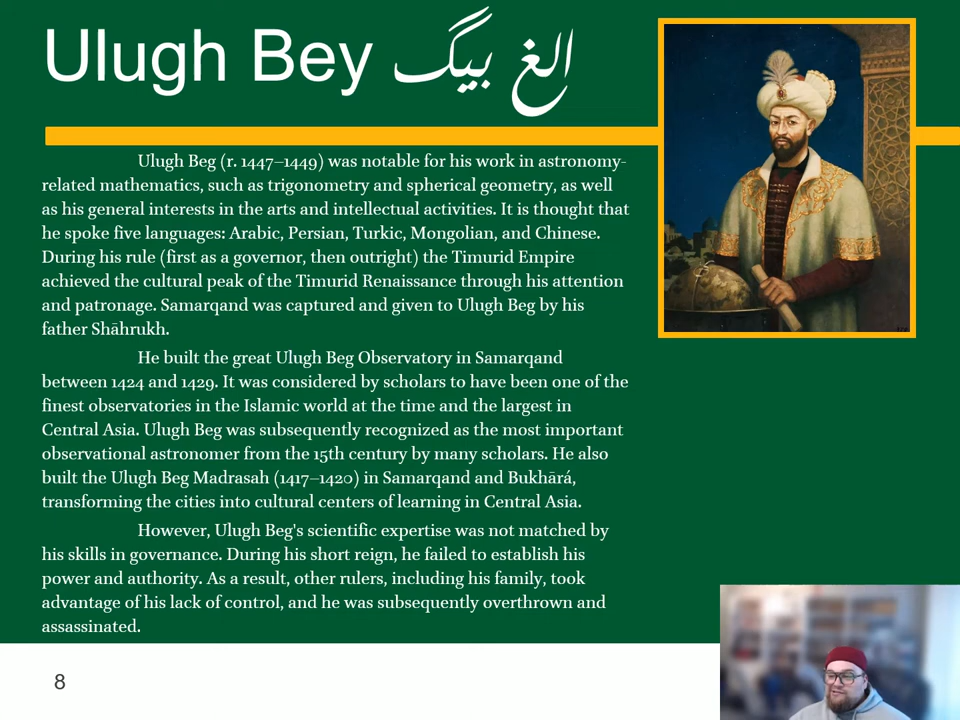 Ulugh Bey الغ بیگ
Ulugh Beg (r. 1447–1449) was notable for his work in astronomy-
related mathematics, such as trigonometry and spherical geometry, as well
as his general interests in the arts and intellectual activities. It is thought that
he spoke five languages: Arabic, Persian, Turkic, Mongolian, and Chinese.
During his rule (first as a governor, then outright) the Timurid Empire
achieved the cultural peak of the Timurid Renaissance through his attention
and patronage. Samarqand was captured and given to Ulugh Beg by his
father Shāhrukh.
He built the great Ulugh Beg Observatory in Samarqand
between 1424 and 1429. It was considered by scholars to have been one of the
finest observatories in the Islamic world at the time and the largest in
Central Asia. Ulugh Beg was subsequently recognized as the most important
observational astronomer from the 15th century by many scholars. He also
built the Ulugh Beg Madrasah (1417–1420) in Samarqand and Bukhārá,
transforming the cities into cultural centers of learning in Central Asia.
However, Ulugh Beg's scientific expertise was not matched by
his skills in governance. During his short reign, he failed to establish his
power and authority. As a result, other rulers, including his family, took
advantage of his lack of control, and he was subsequently overthrown and
assassinated.
8